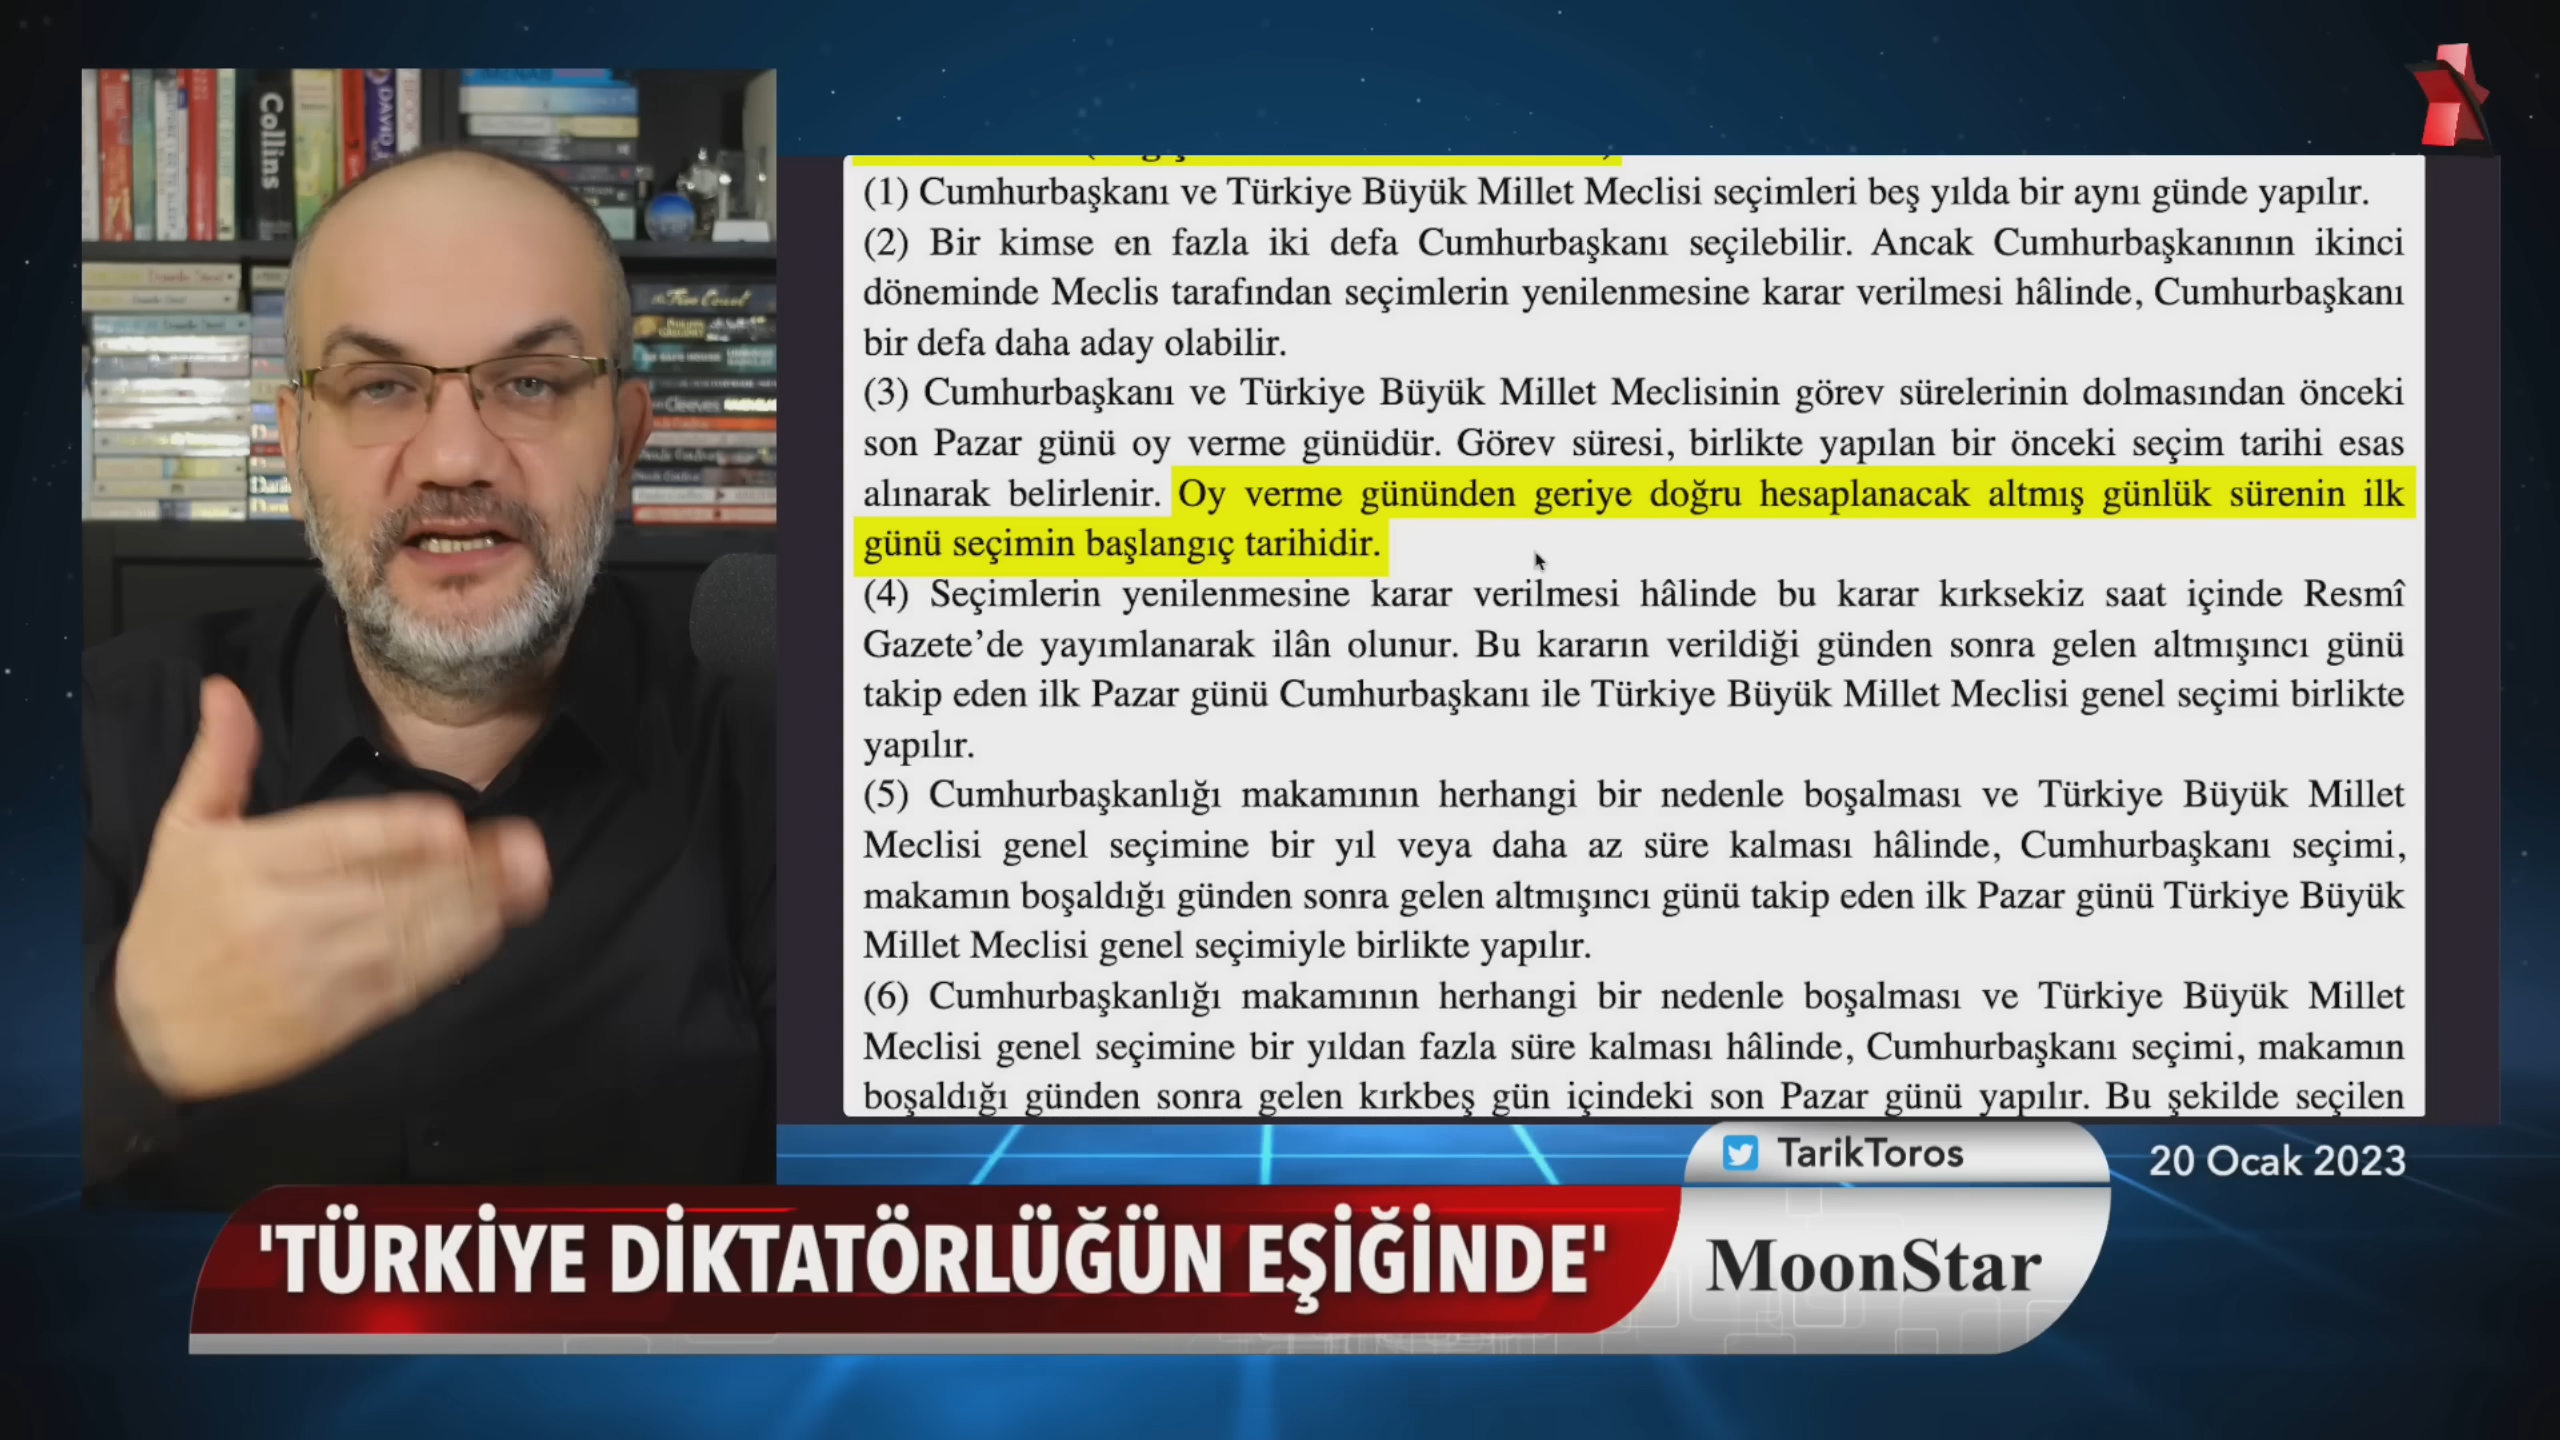 Collins
DAVID
Cleeves
(1) Cumhurbaşkanı ve Türkiye Büyük Millet Meclisi seçimleri beş yılda bir aynı günde yapılır.
(2) Bir kimse en fazla iki defa Cumhurbaşkanı seçilebilir. Ancak Cumhurbaşkanının ikinci
döneminde Meclis tarafından seçimlerin yenilenmesine karar verilmesi hâlinde, Cumhurbaşkanı
bir defa daha aday olabilir.
(3) Cumhurbaşkanı ve Türkiye Büyük Millet Meclisinin görev sürelerinin dolmasından önceki
son Pazar günü oy verme günüdür. Görev süresi, birlikte yapılan bir önceki seçim tarihi esas
alınarak belirlenir. Oy verme gününden geriye doğru hesaplanacak altmış günlük sürenin ilk
günü seçimin başlangıç tarihidir.
(4) Seçimlerin yenilenmesine karar verilmesi hâlinde bu karar kırksekiz saat içinde Resmî
Gazete’de yayımlanarak ilân olunur. Bu kararın verildiği günden sonra gelen altmışıncı günü
takip eden ilk Pazar günü Cumhurbaşkanı ile Türkiye Büyük Millet Meclisi genel seçimi birlikte
yapılır.
(5) Cumhurbaşkanlığı makamının herhangi bir nedenle boşalması ve Türkiye Büyük Millet
Meclisi genel seçimine bir yıl veya daha az süre kalması hâlinde, Cumhurbaşkanı seçimi,
makamın boşaldığı günden sonra gelen altmışıncı günü takip eden ilk Pazar günü Türkiye Büyük
Millet Meclisi genel seçimiyle birlikte yapılır.
(6) Cumhurbaşkanlığı makamının herhangi bir nedenle boşalması ve Türkiye Büyük Millet
Meclisi genel seçimine bir yıldan fazla süre kalması hâlinde, Cumhurbaşkanı seçimi, makamın
boşaldığı günden sonra gelen kırkbeş gün içindeki son Pazar günü yapılır. Bu şekilde seçilen
TarikToros
20 Ocak 2023
'TÜRKİYE DİKTATÖRLÜĞÜN EŞİĞİNDE'
MoonStar